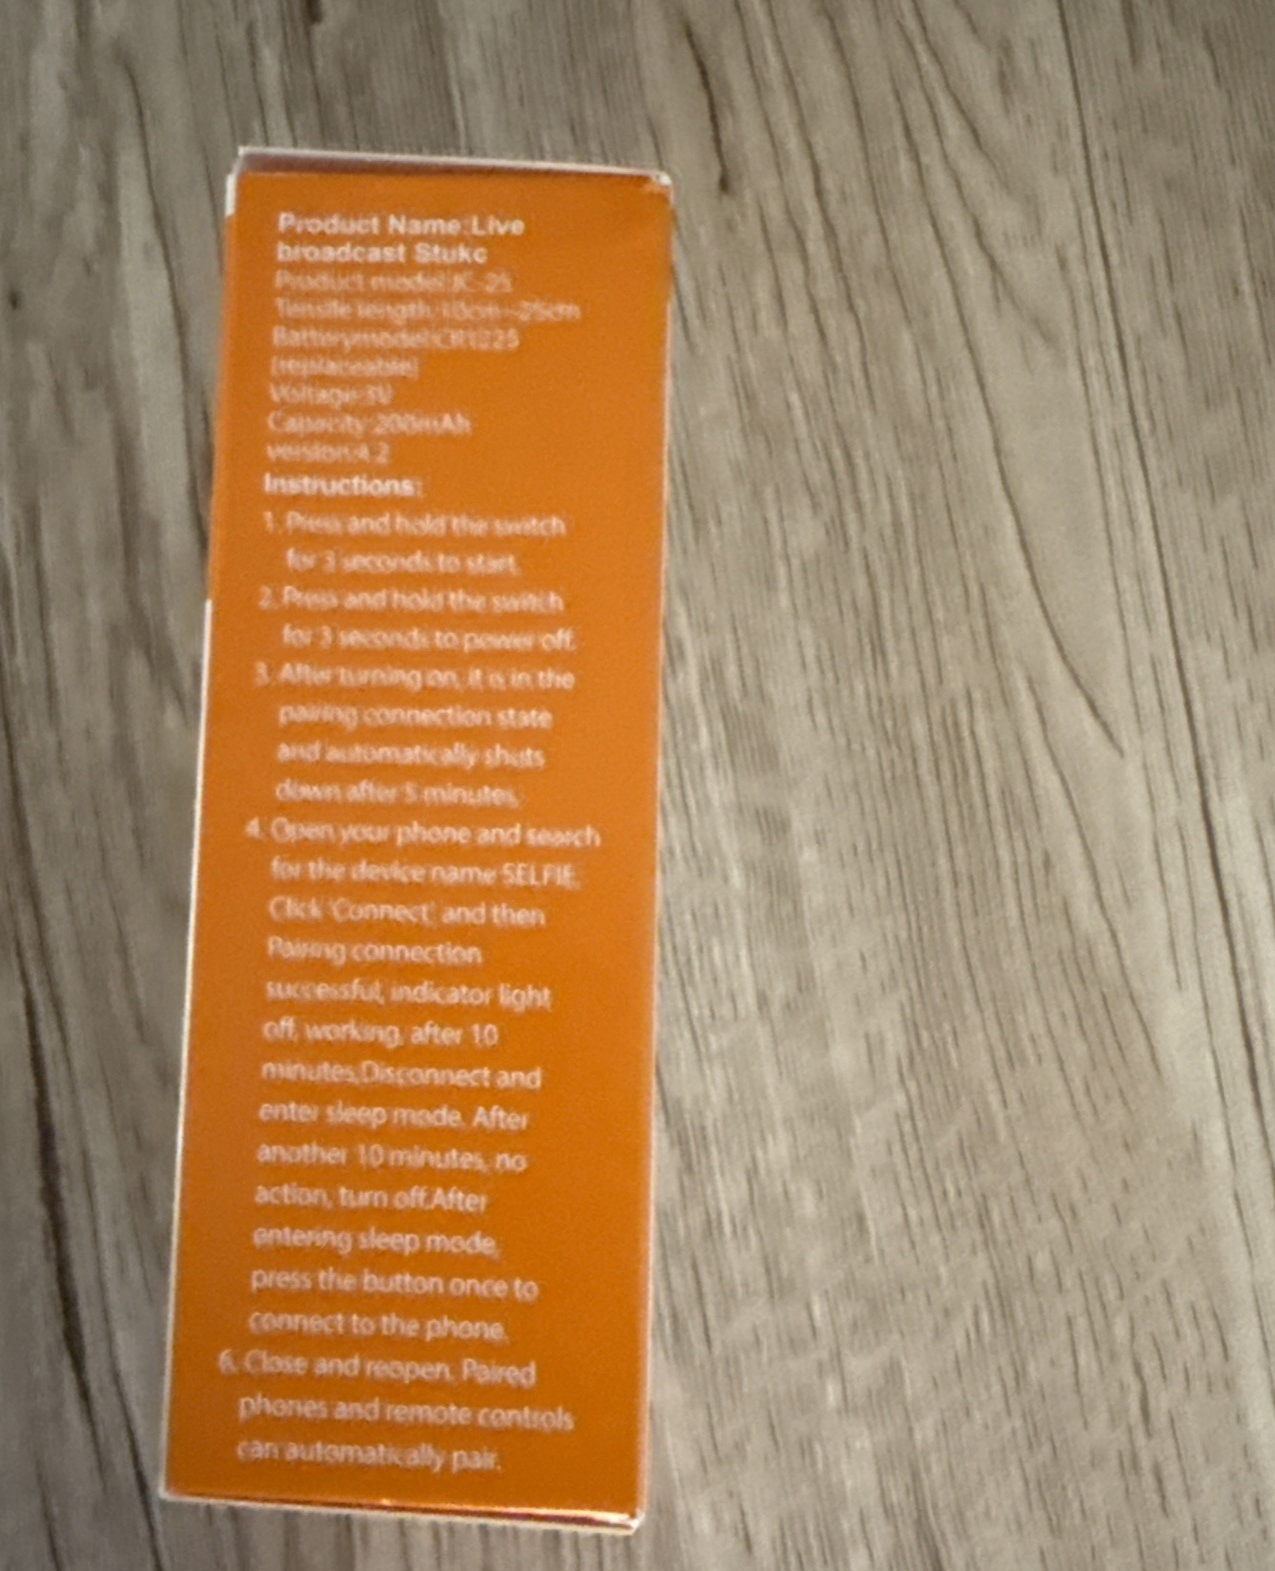 Product Name:Live
broadcast Stukc
Product model:JC-25
Tensile length:10cm--25cm
Batterymodel:CR1225
[replaceable]
Voltage:3V
Capacity:200mAh
version:4.2
Instructions:
1. Press and hold the switch
for 3 seconds to start.
2. Press and hold the switch
for 3 seconds to power off.
3. After turning on, it is in the
pairing connection state
and automatically shuts
down after 5 minutes.
4. Open your phone and search
for the device name SELFIE.
Click 'Connect' and then
Pairing connection
successful, indicator light
off, working, after 10
minutes,Disconnect and
enter sleep mode. After
another 10 minutes, no
action, turn off.After
entering sleep mode,
press the button once to
connect to the phone.
6. Close and reopen. Paired
phones and remote controls
can automatically pair.